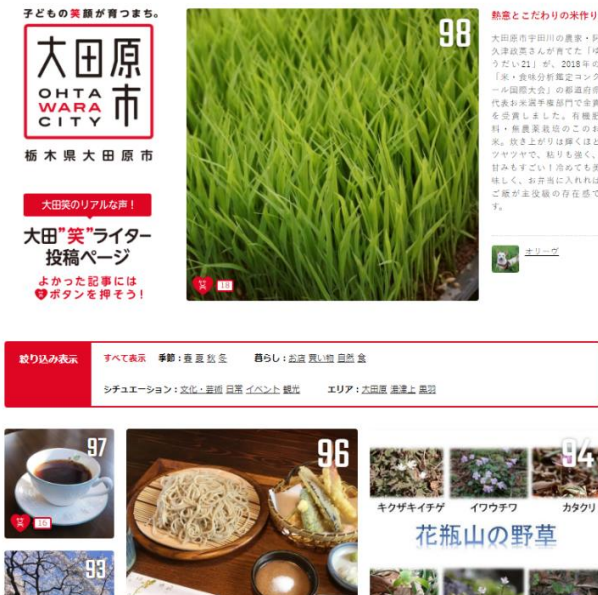 子どもの笑顔が育つまち。
大田原市
OHTA
WARA
CITY
栃木県大田原市
大田笑のリアルな声！
大田”笑”ライター
投稿ページ
よかった記事には
ボタンを押そう！
98
笑
18
熱意とこだわりの米作り
大田原市宇田川の農家・阿
久津政英さんが育てた「ゆ
うだい21」が、2018年の
「米・食味分析鑑定コンク
ール国際大会」の都道府県
代表お米選手権部門で金賞
を受賞しました。有機肥
料・無農薬栽培のこのお
米。炊き上がりは輝くほど
ツヤツヤで、粘りも強く、
甘みもすごい！冷めても美
味しく、お弁当に入れれば
ご飯が主役級の存在感で
す。
オリーヴ
絞り込み表示
すべて表示 季節：春 夏 秋 冬 暮らし：お店 買い物 自然 食
シチュエーション：文化・芸術 日常 イベント 観光 エリア：大田原 湯津上 黒羽
97
笑
16
96
94
キクザキイチゲ イワウチワ カタクリ
花瓶山の野草
93